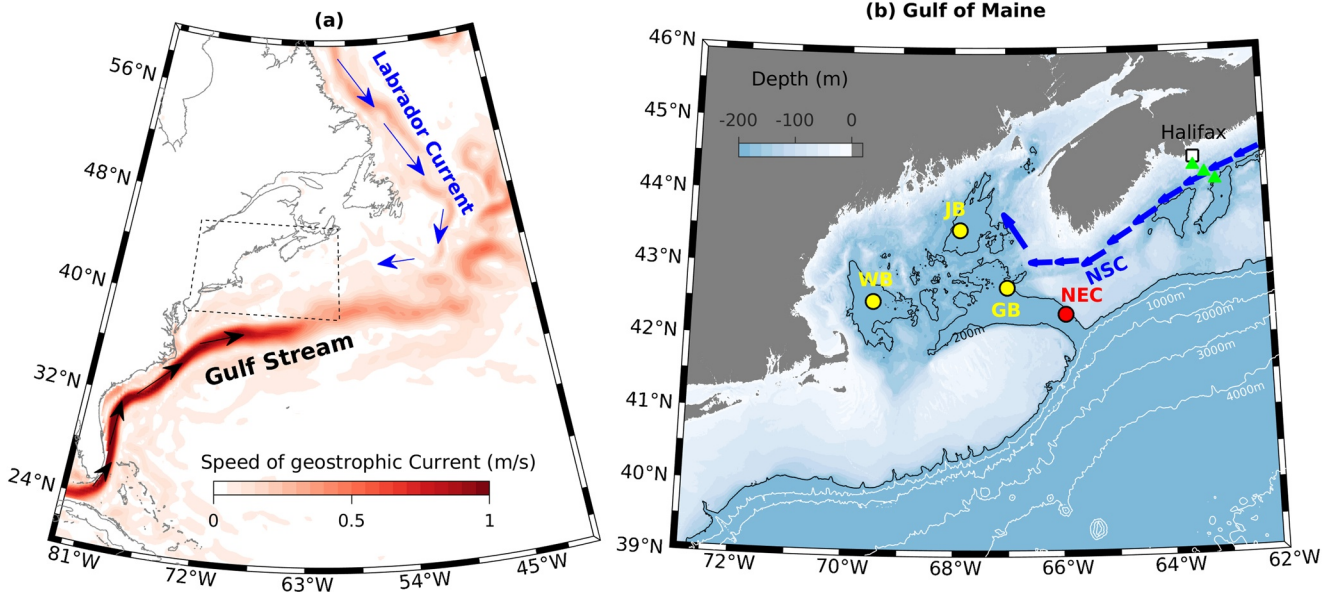 (a)
56°N
48°N
40°N
32°N
24°N
Labrador Current
Gulf Stream
Speed of geostrophic Current (m/s)
0 0.5 1
81°W 72°W 63°W 54°W 45°W
(b) Gulf of Maine
46°N
45°N
44°N
43°N
42°N
41°N
40°N
39°N
Depth (m)
-200 -100 0
Halifax
JB
NSC
WB
GB
NEC
200m
1000m
2000m
3000m
4000m
72°W 70°W 68°W 66°W 64°W 62°W